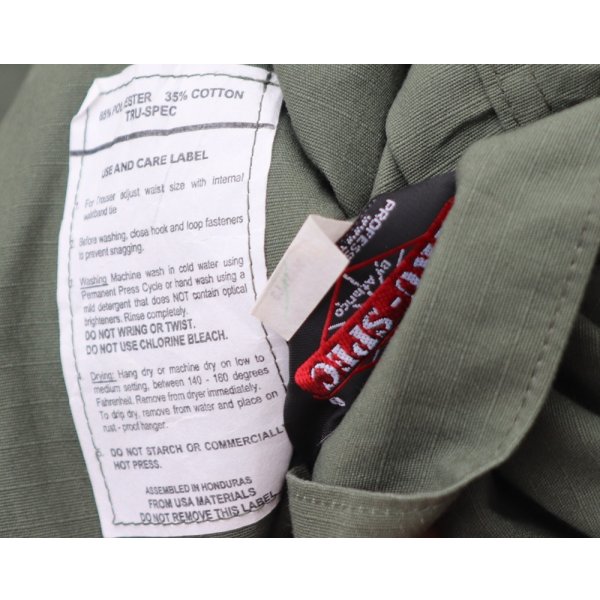 65% POLYESTER 35% COTTON
TRU-SPEC
USE AND CARE LABEL
For trouser adjust waist size with internal
waistband tie
Before washing, close hook and loop fasteners
to prevent snagging.
Washing: Machine wash in cold water using
Permanent Press Cycle or hand wash using a
mild detergent that does NOT contain optical
brighteners. Rinse completely.
DO NOT WRING OR TWIST.
DO NOT USE CHLORINE BLEACH.
Drying: Hang dry or machine dry on low to
medium setting, between 140 - 160 degrees
Fahrenheit. Remove from dryer immediately.
To drip dry, remove from water and place on
rust - proof hanger.
DO NOT STARCH OR COMMERCIALLY
HOT PRESS.
ASSEMBLED IN HONDURAS
FROM USA MATERIALS
DO NOT REMOVE THIS LABEL
TRU-SPEC
By Atlanco